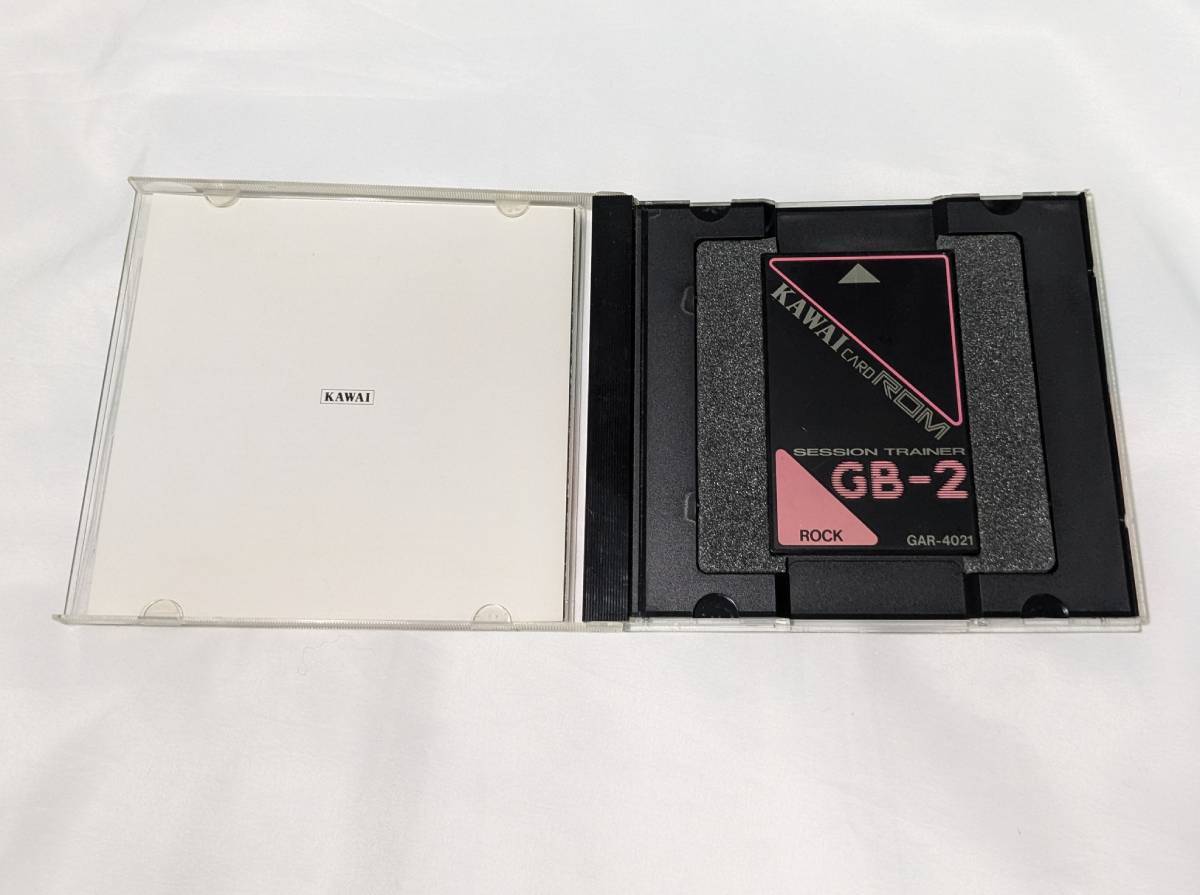 KAWAI
KAWAI CARD ROM
SESSION TRAINER
GB-2
ROCK
GAR-4021